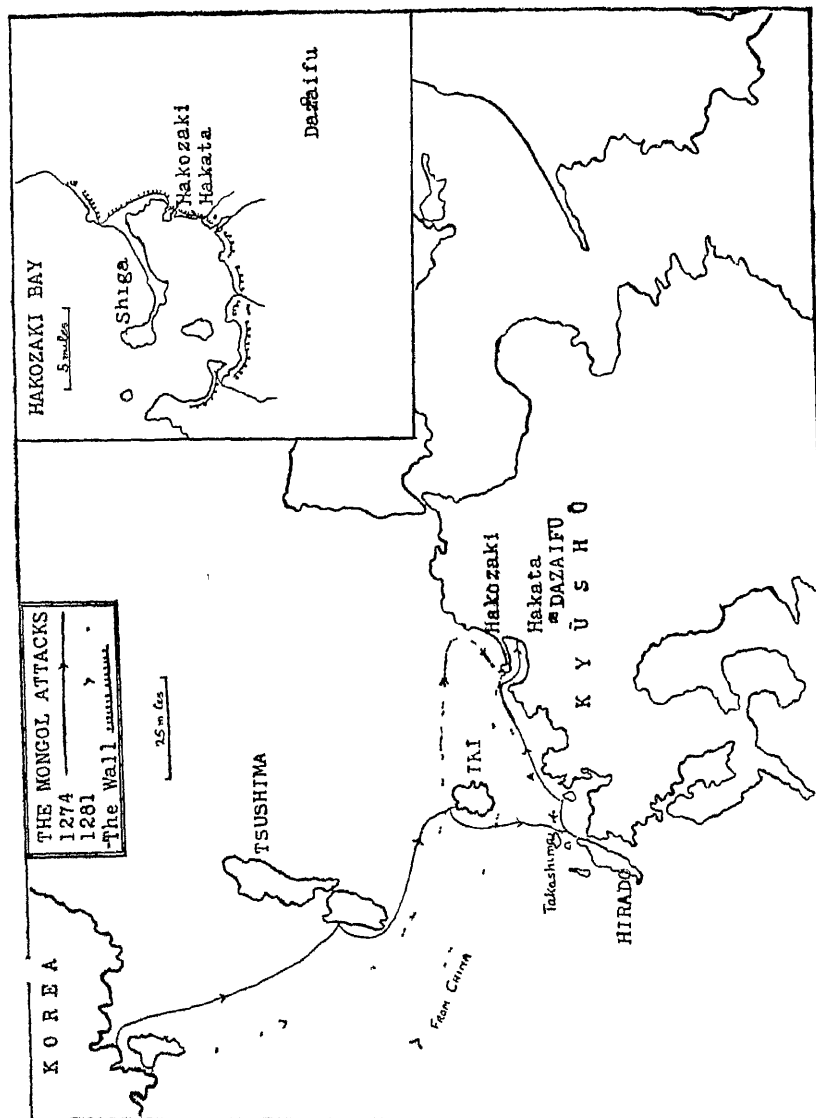 HAKOZAKI BAY
5 miles
Shiga
Hakozaki
Hakata
Dazaifu
THE MONGOL ATTACKS
1274
1281
The Wall
25 miles
KOREA
TSUSHIMA
IKI
Hakozaki
Hakata
DAZAIFU
KYŪSHŪ
Takashima
HIRADO
FROM CHINA